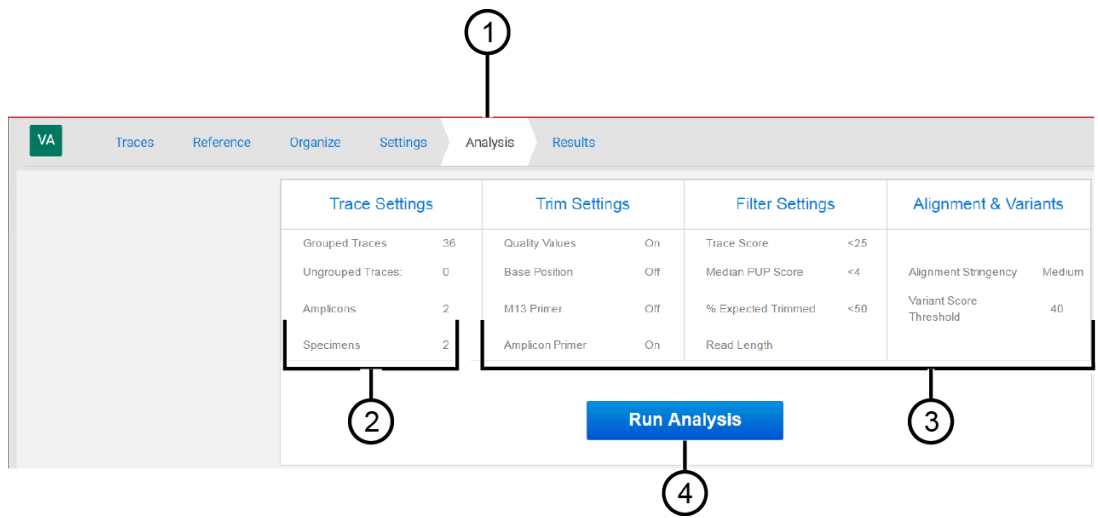 1
VA Traces Reference Organize Settings Analysis Results
Trace Settings Trim Settings Filter Settings Alignment & Variants
Grouped Traces 36 Quality Values On Trace Score <25
Ungrouped Traces: 0 Base Position Off Median PUP Score <4 Alignment Stringency Medium
Amplicons 2 M13 Primer Off % Expected Trimmed <50 Variant Score Threshold 40
Specimens 2 Amplicon Primer On Read Length
2 3
Run Analysis
4